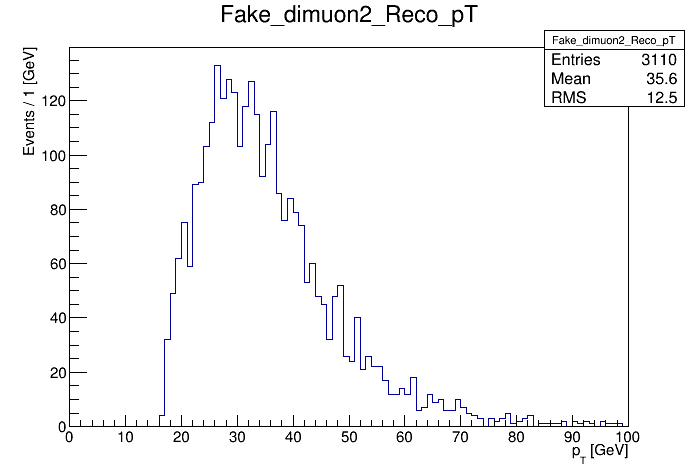 Fake_dimuon2_Reco_pT
Fake_dimuon2_Reco_pT
Entries 3110
Mean 35.6
RMS 12.5
Events / 1 [GeV]
120
100
80
60
40
20
0
0 10 20 30 40 50 60 70 80 90 100
p_T [GeV]